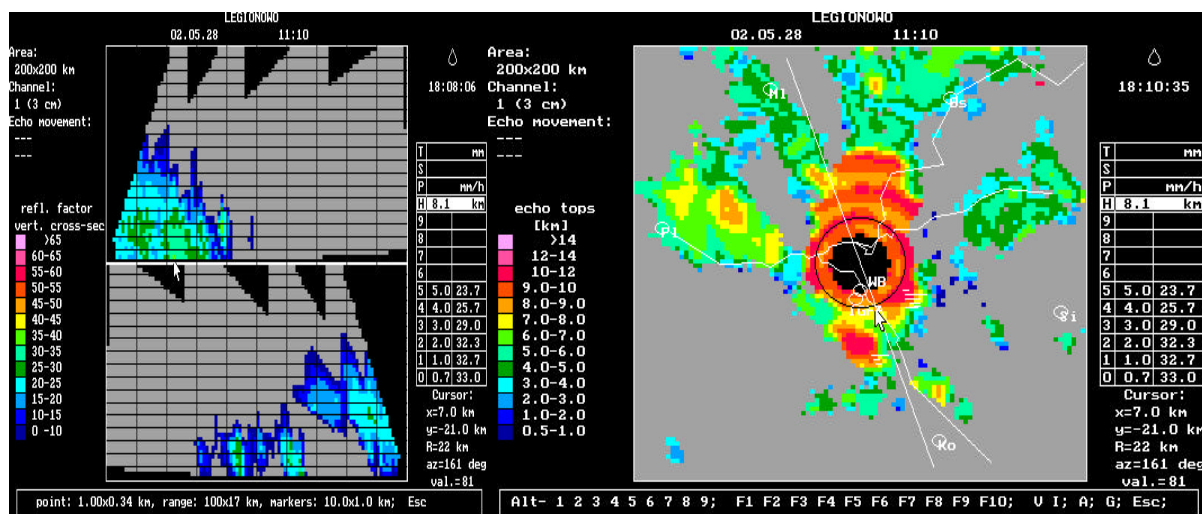 LEGIONOWO
02.05.28 11:10
Area:
200x200 km
Channel:
1 (3 cm)
Echo movement:
---
---
refl. factor
vert. cross-sec
>65
60-65
55-60
50-55
45-50
40-45
35-40
30-35
25-30
20-25
15-20
10-15
0 -10
18:08:06
T mm
S
P mm/h
H 8.1 km
9
8
7
6
5 5.0 23.7
4 4.0 25.7
3 3.0 29.0
2 2.0 32.3
1 1.0 32.7
0 0.7 33.0
Cursor:
x=7.0 km
y=-21.0 km
R=22 km
az=161 deg
val.=81
point: 1.00x0.34 km, range: 100x17 km, markers: 10.0x1.0 km; Esc
LEGIONOWO
02.05.28 11:10
Area:
200x200 km
Channel:
1 (3 cm)
Echo movement:
---
---
echo tops
[km]
>14
12-14
10-12
9.0-10
8.0-9.0
7.0-8.0
6.0-7.0
5.0-6.0
4.0-5.0
3.0-4.0
2.0-3.0
1.0-2.0
0.5-1.0
Ml
Os
Pl
WB
Si
Ko
18:10:35
T mm
S
P mm/h
H 8.1 km
9
8
7
6
5 5.0 23.7
4 4.0 25.7
3 3.0 29.0
2 2.0 32.3
1 1.0 32.7
0 0.7 33.0
Cursor:
x=7.0 km
y=-21.0 km
R=22 km
az=161 deg
val.=81
Alt- 1 2 3 4 5 6 7 8 9; F1 F2 F3 F4 F5 F6 F7 F8 F9 F10; V I; A; G; Esc;